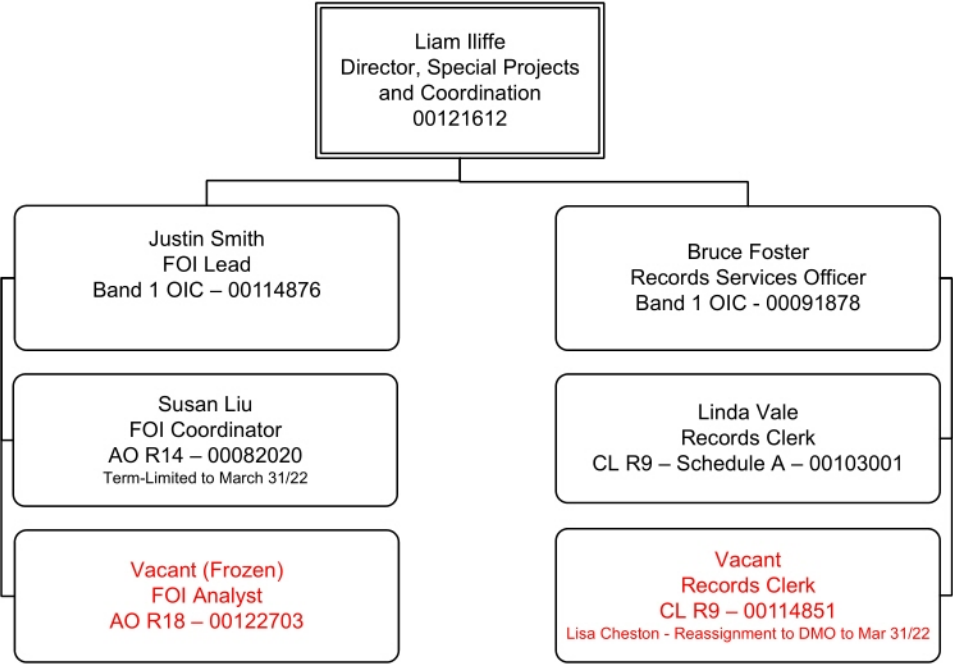 Liam Iliffe
Director, Special Projects
and Coordination
00121612
Justin Smith
FOI Lead
Band 1 OIC – 00114876
Bruce Foster
Records Services Officer
Band 1 OIC - 00091878
Susan Liu
FOI Coordinator
AO R14 – 00082020
Term-Limited to March 31/22
Linda Vale
Records Clerk
CL R9 – Schedule A – 00103001
Vacant (Frozen)
FOI Analyst
AO R18 – 00122703
Vacant
Records Clerk
CL R9 – 00114851
Lisa Cheston - Reassignment to DMO to Mar 31/22